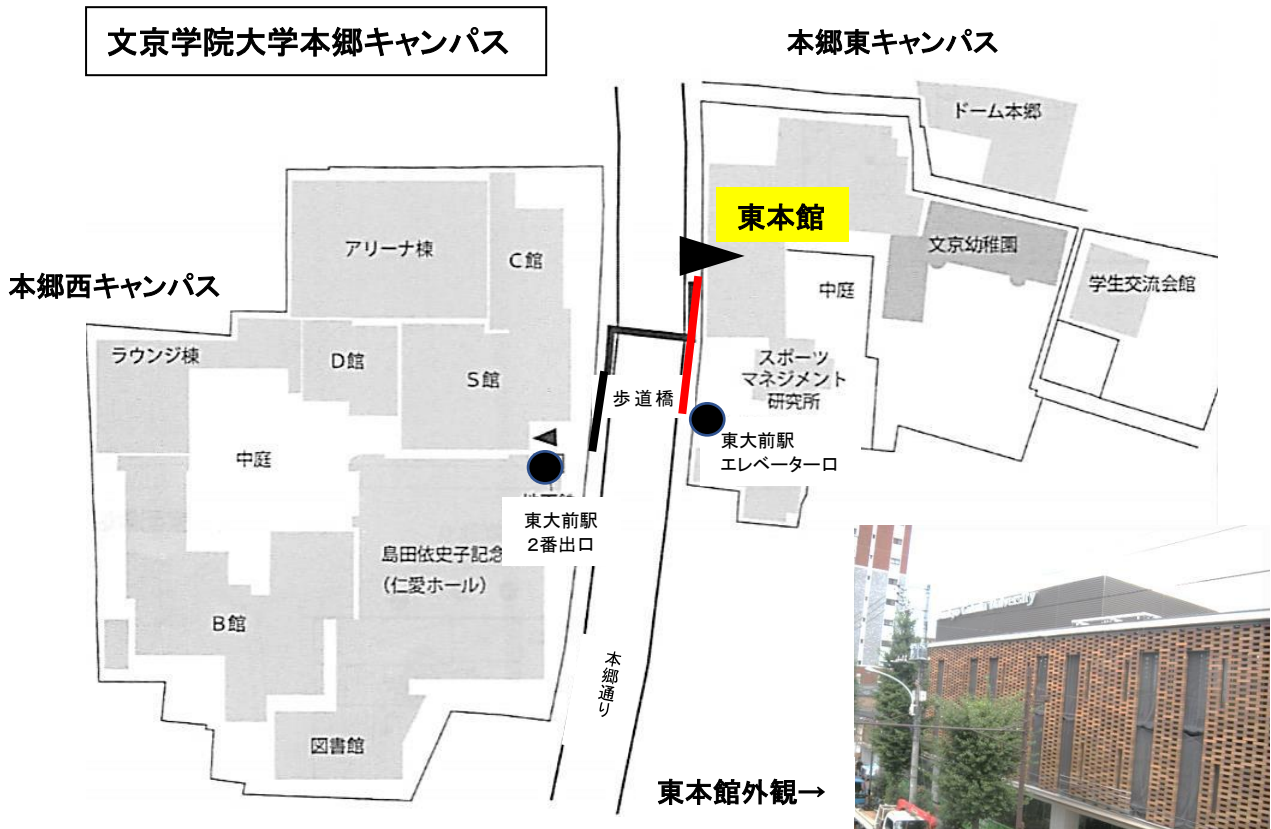 文京学院大学本郷キャンパス
本郷東キャンパス
ドーム本郷
東本館
文京幼稚園
アリーナ棟
C館
本郷西キャンパス
中庭
学生交流会館
ラウンジ棟
D館
S館
スポーツ
マネジメント
研究所
歩道橋
東大前駅
エレベーター口
中庭
東大前駅
2番出口
島田依史子記念
(仁愛ホール)
B館
本郷通り
図書館
東本館外観→